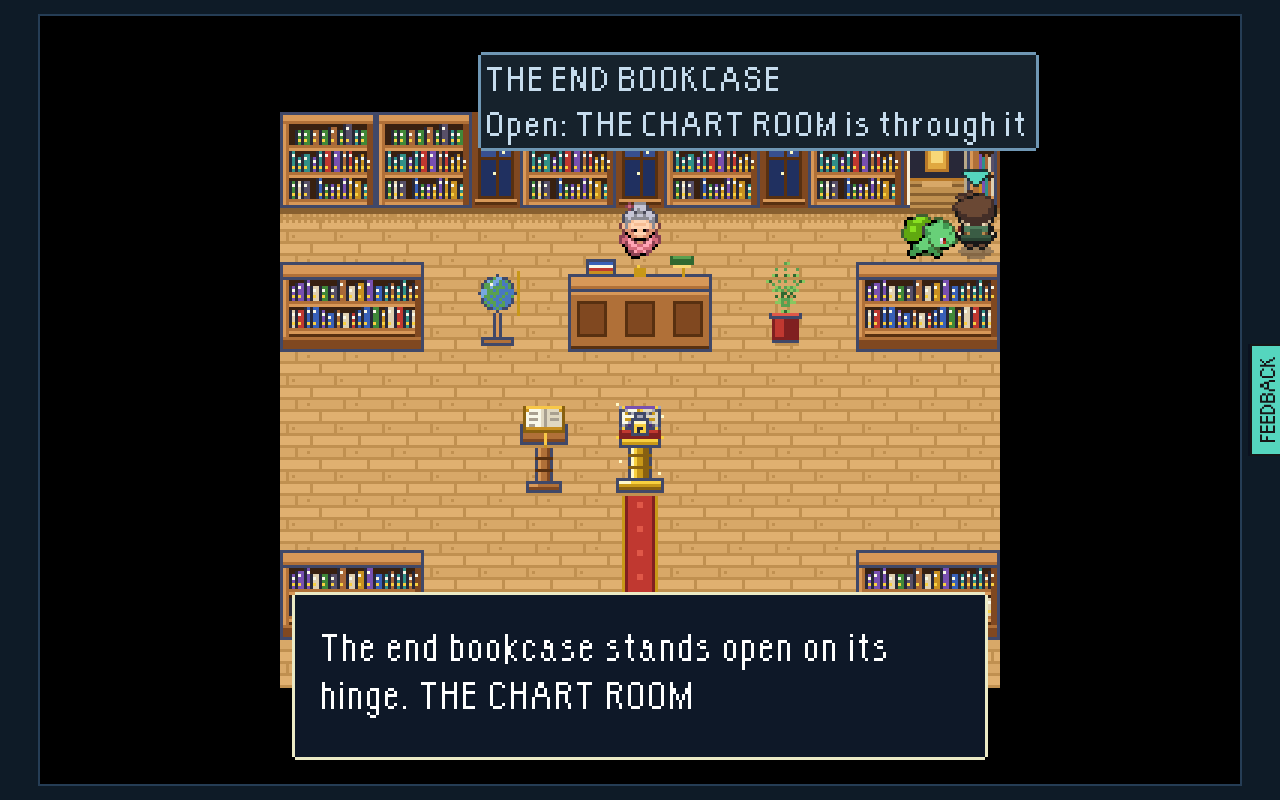 THE END BOOKCASE
Open: THE CHART ROOM is through it
FEEDBACK
The end bookcase stands open on its
hinge. THE CHART ROOM